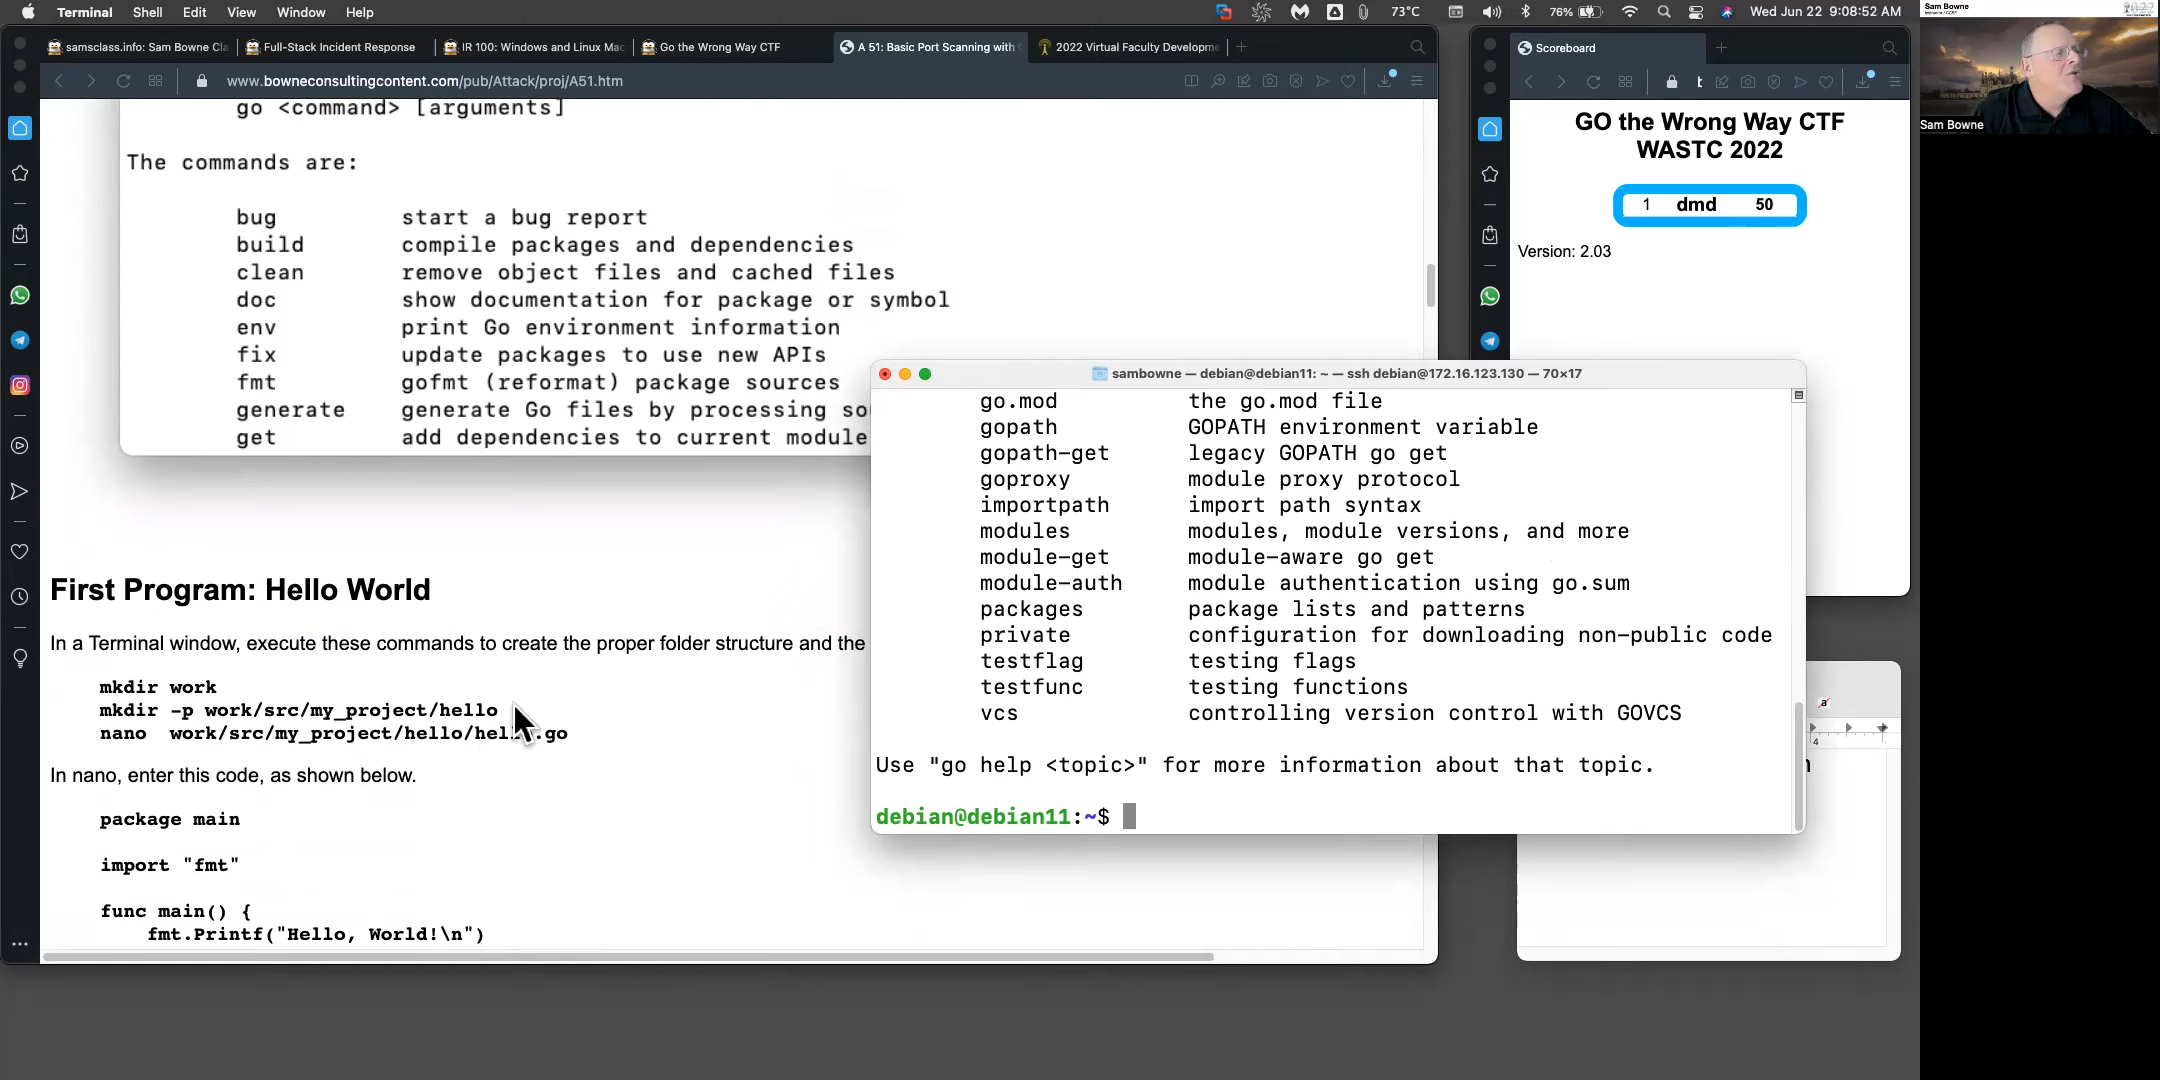 Terminal Shell Edit View Window Help
73°C
76%
Wed Jun 22 9:08:52 AM
samsclass.info: Sam Bowne Cla
Full-Stack Incident Response
IR 100: Windows and Linux Mac
Go the Wrong Way CTF
A 51: Basic Port Scanning with
2022 Virtual Faculty Developme
www.bowneconsultingcontent.com/pub/Attack/proj/A51.htm
go <command> [arguments]
The commands are:
bug start a bug report
build compile packages and dependencies
clean remove object files and cached files
doc show documentation for package or symbol
env print Go environment information
fix update packages to use new APIs
fmt gofmt (reformat) package sources
generate generate Go files by processing so
get add dependencies to current module
First Program: Hello World
In a Terminal window, execute these commands to create the proper folder structure and the
mkdir work
mkdir -p work/src/my_project/hello
nano work/src/my_project/hello/hel .go
In nano, enter this code, as shown below.
package main
import "fmt"
func main() {
fmt.Printf("Hello, World!\n")
sambowne — debian@debian11: ~ — ssh debian@172.16.123.130 — 70×17
go.mod the go.mod file
gopath GOPATH environment variable
gopath-get legacy GOPATH go get
goproxy module proxy protocol
importpath import path syntax
modules modules, module versions, and more
module-get module-aware go get
module-auth module authentication using go.sum
packages package lists and patterns
private configuration for downloading non-public code
testflag testing flags
testfunc testing functions
vcs controlling version control with GOVCS
Use "go help <topic>" for more information about that topic.
debian@debian11:~$
Scoreboard
GO the Wrong Way CTF
WASTC 2022
1 dmd 50
Version: 2.03
4
Sam Bowne
2022
Sam Bowne